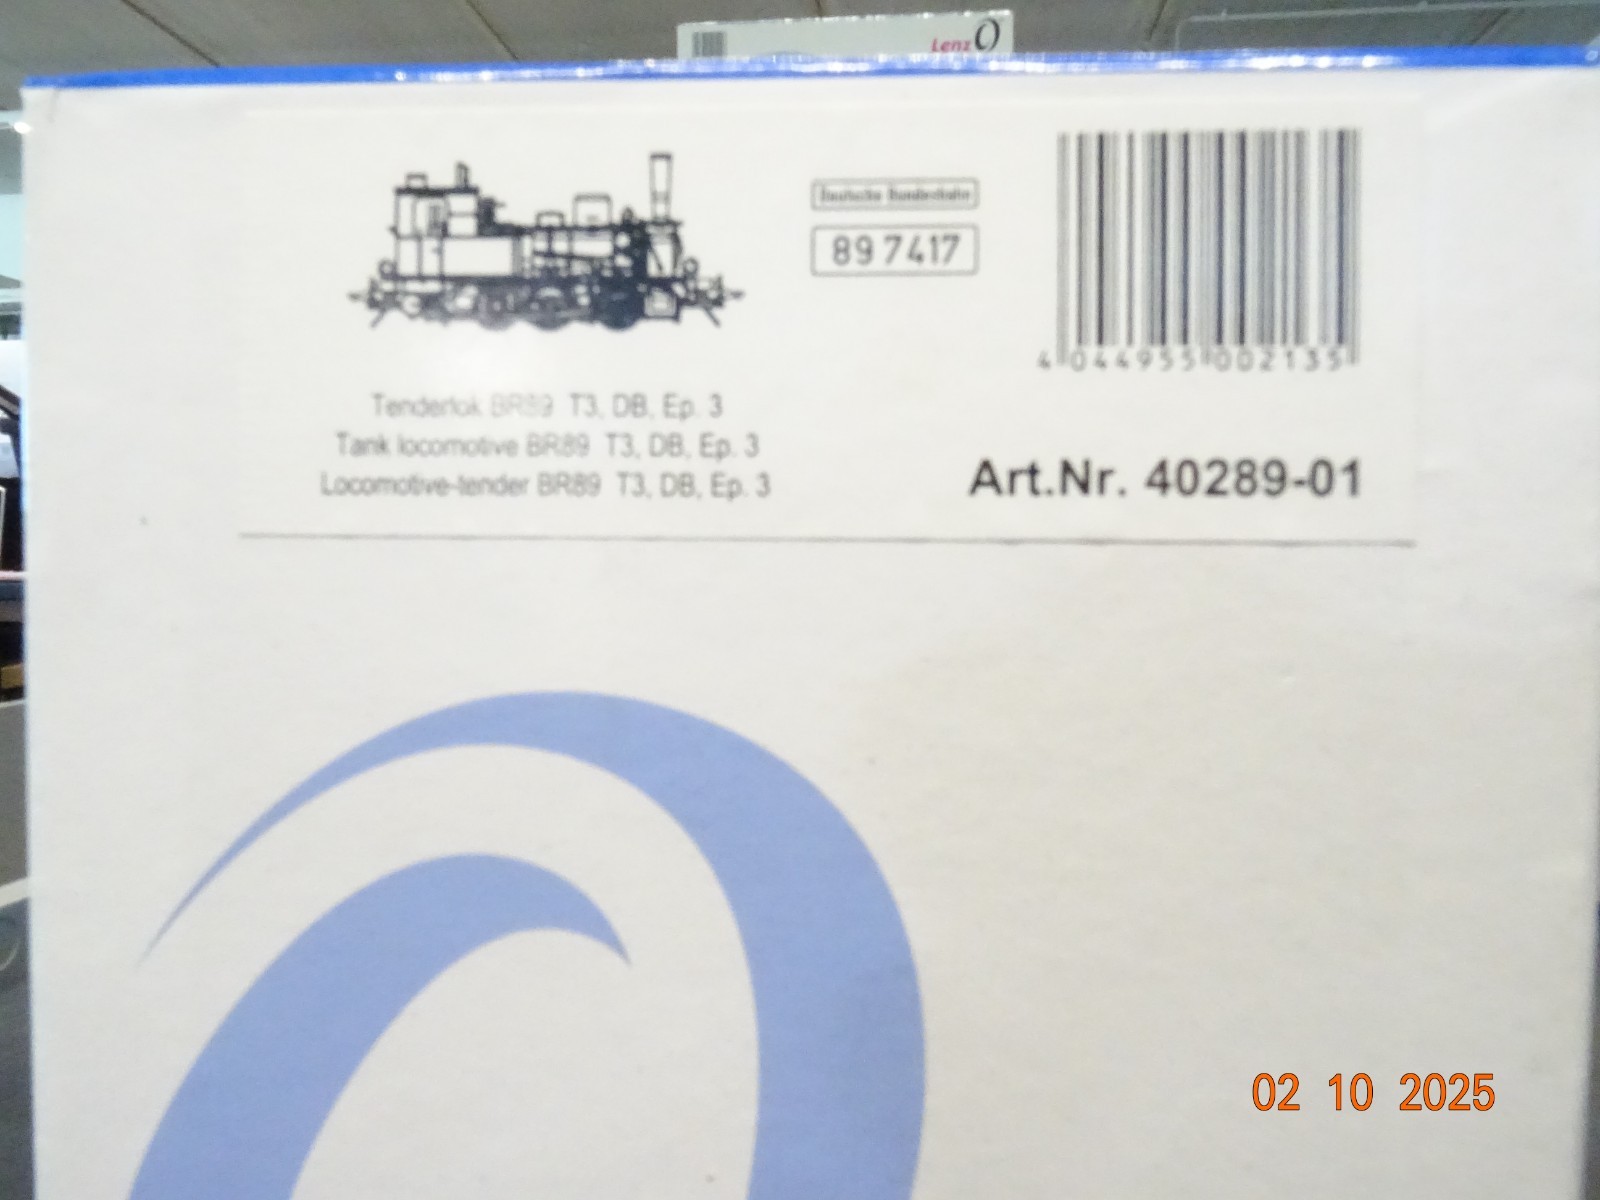 Lenz O
Deutsche Bundesbahn
89 7417
4 044955 002135
Tenderlok BR89 T3, DB, Ep. 3
Tank locomotive BR89 T3, DB, Ep. 3
Locomotive-tender BR89 T3, DB, Ep. 3
Art.Nr. 40289-01
02 10 2025